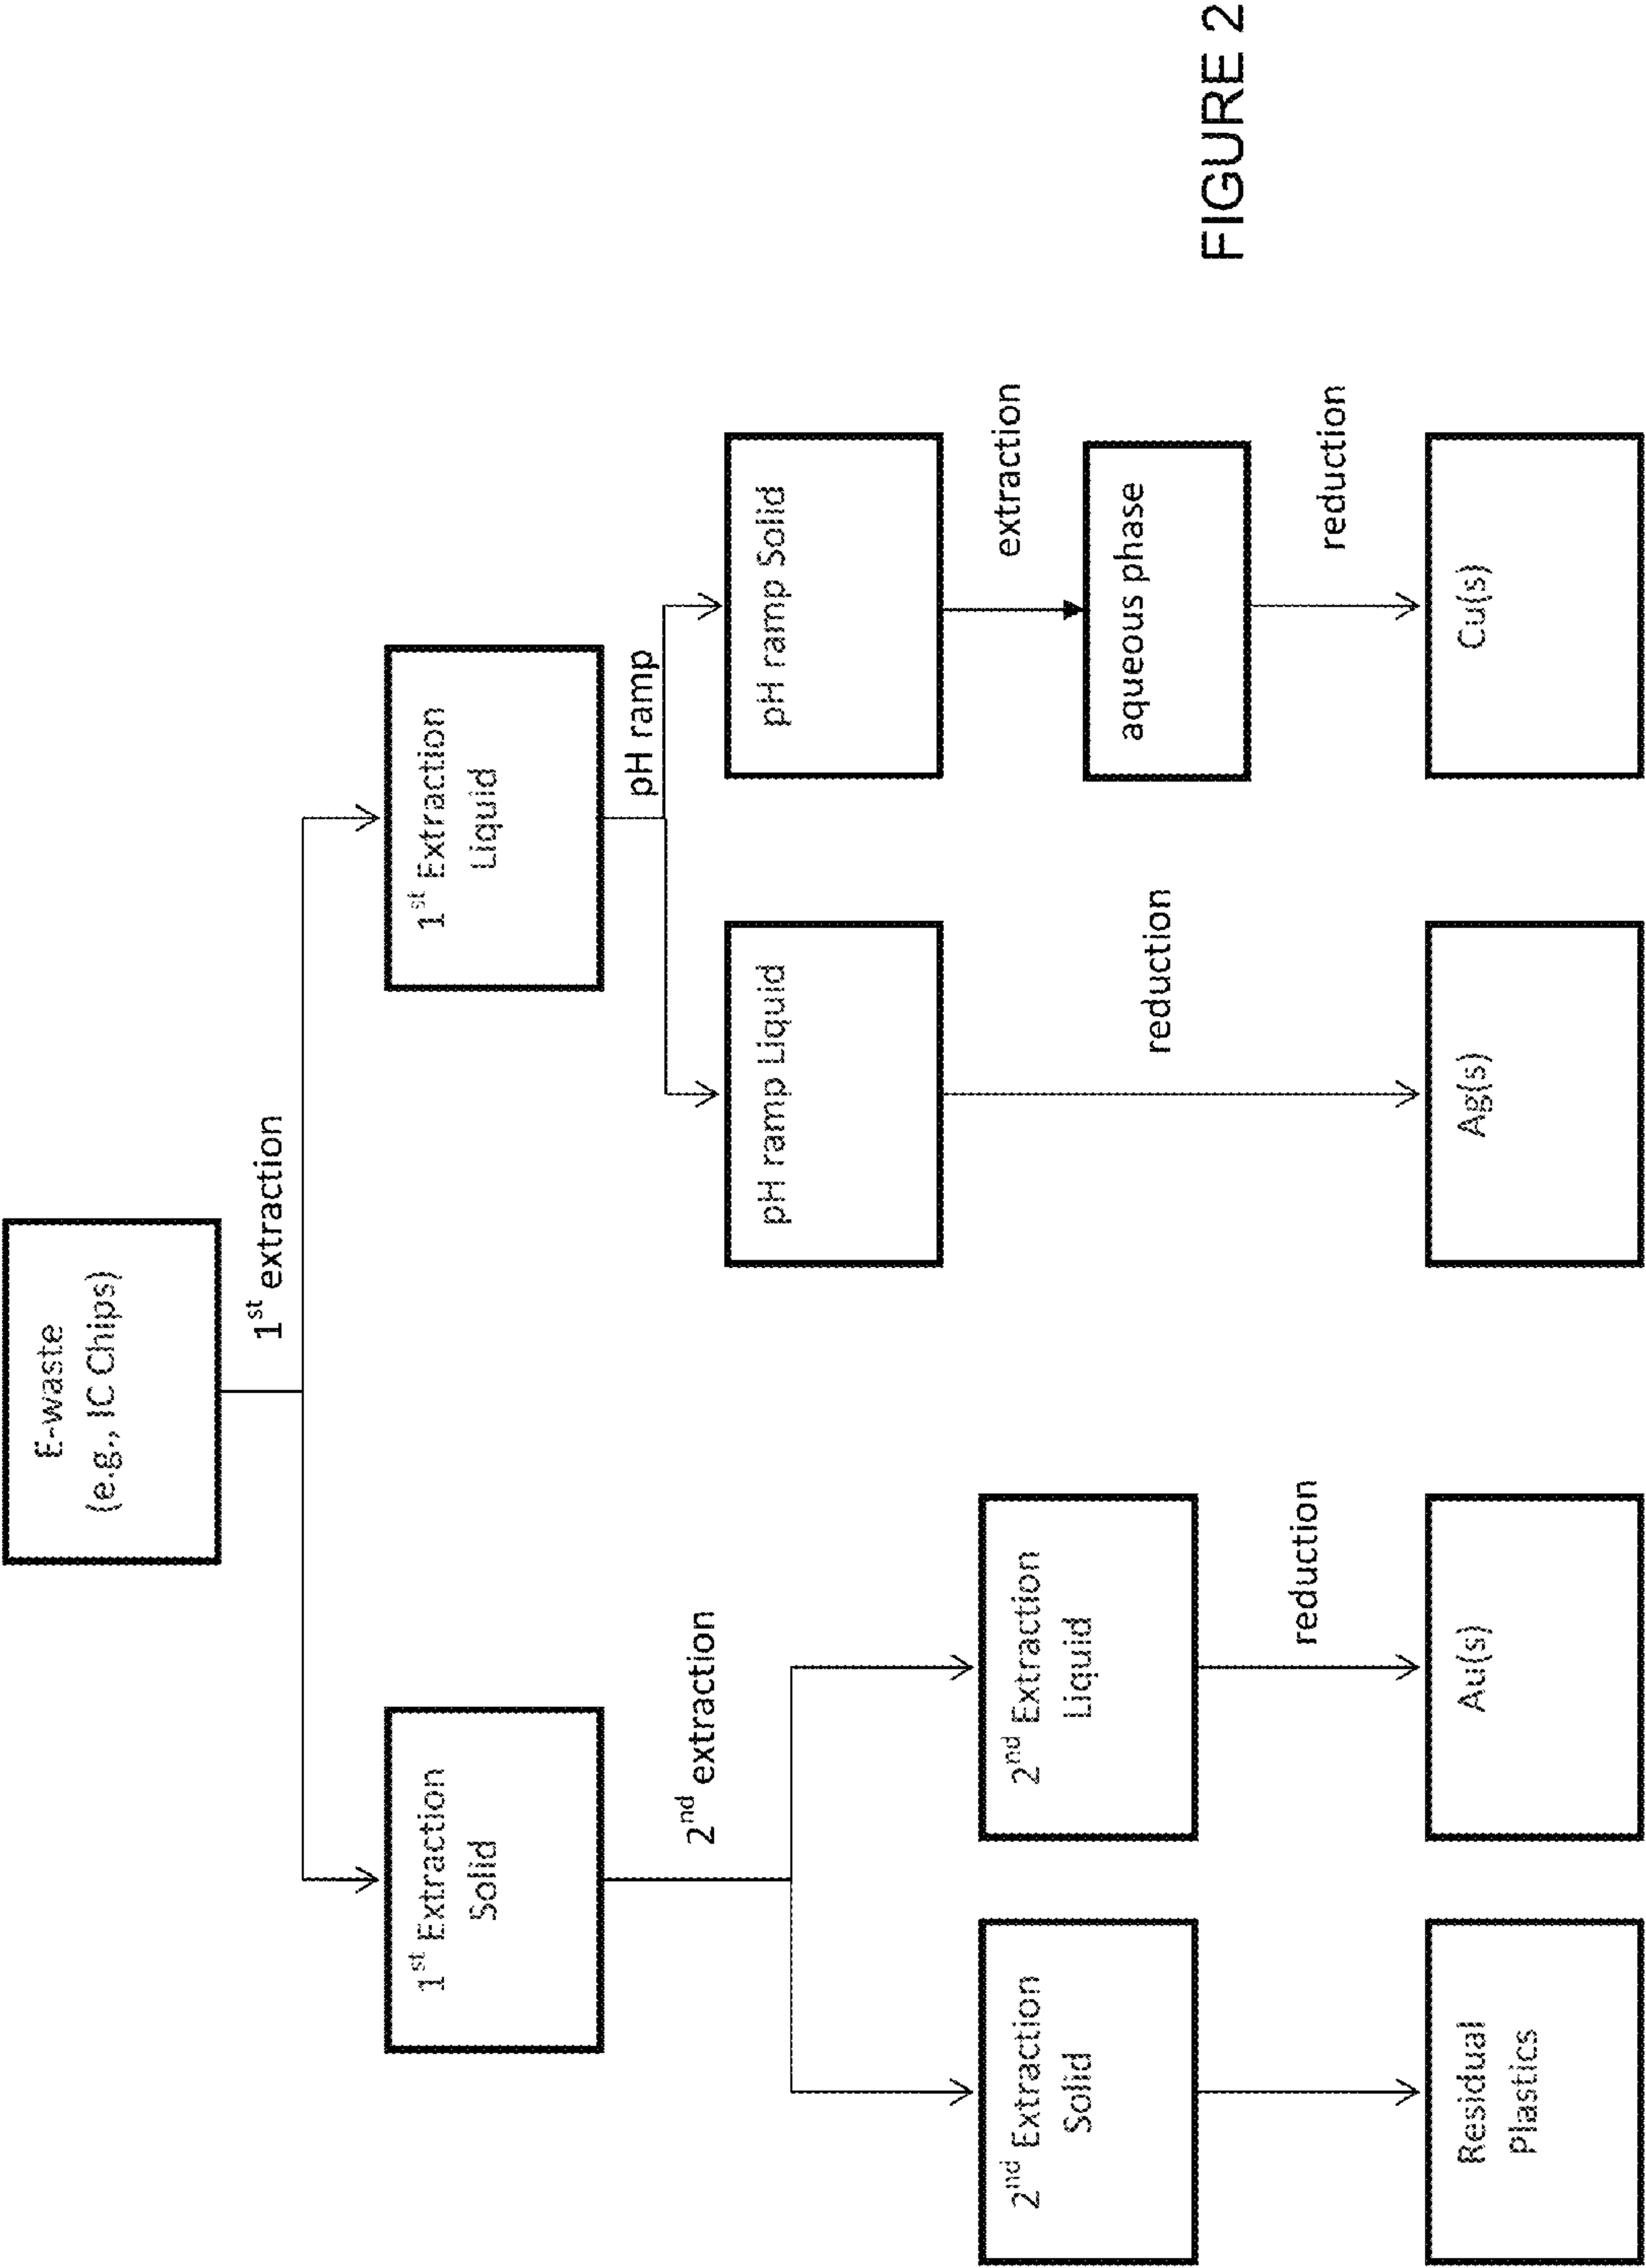 E-waste
(e.g., IC Chips)
1st extraction
1st Extraction
Solid
1st Extraction
Liquid
2nd extraction
pH ramp
pH ramp Liquid
pH ramp Solid
2nd Extraction
Solid
2nd Extraction
Liquid
extraction
aqueous phase
reduction
reduction
reduction
Residual
Plastics
Au(s)
Ag(s)
Cu(s)
FIGURE 2